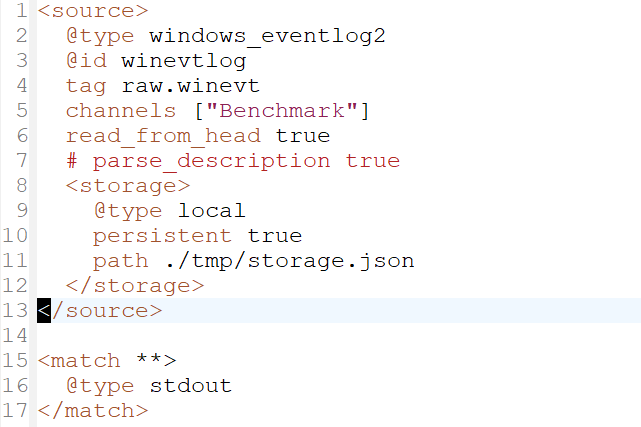 1 <source>
2   @type windows_eventlog2
3   @id winevtlog
4   tag raw.winevt
5   channels ["Benchmark"]
6   read_from_head true
7   # parse_description true
8   <storage>
9     @type local
10     persistent true
11     path ./tmp/storage.json
12   </storage>
13 </source>
14
15 <match **>
16   @type stdout
17 </match>